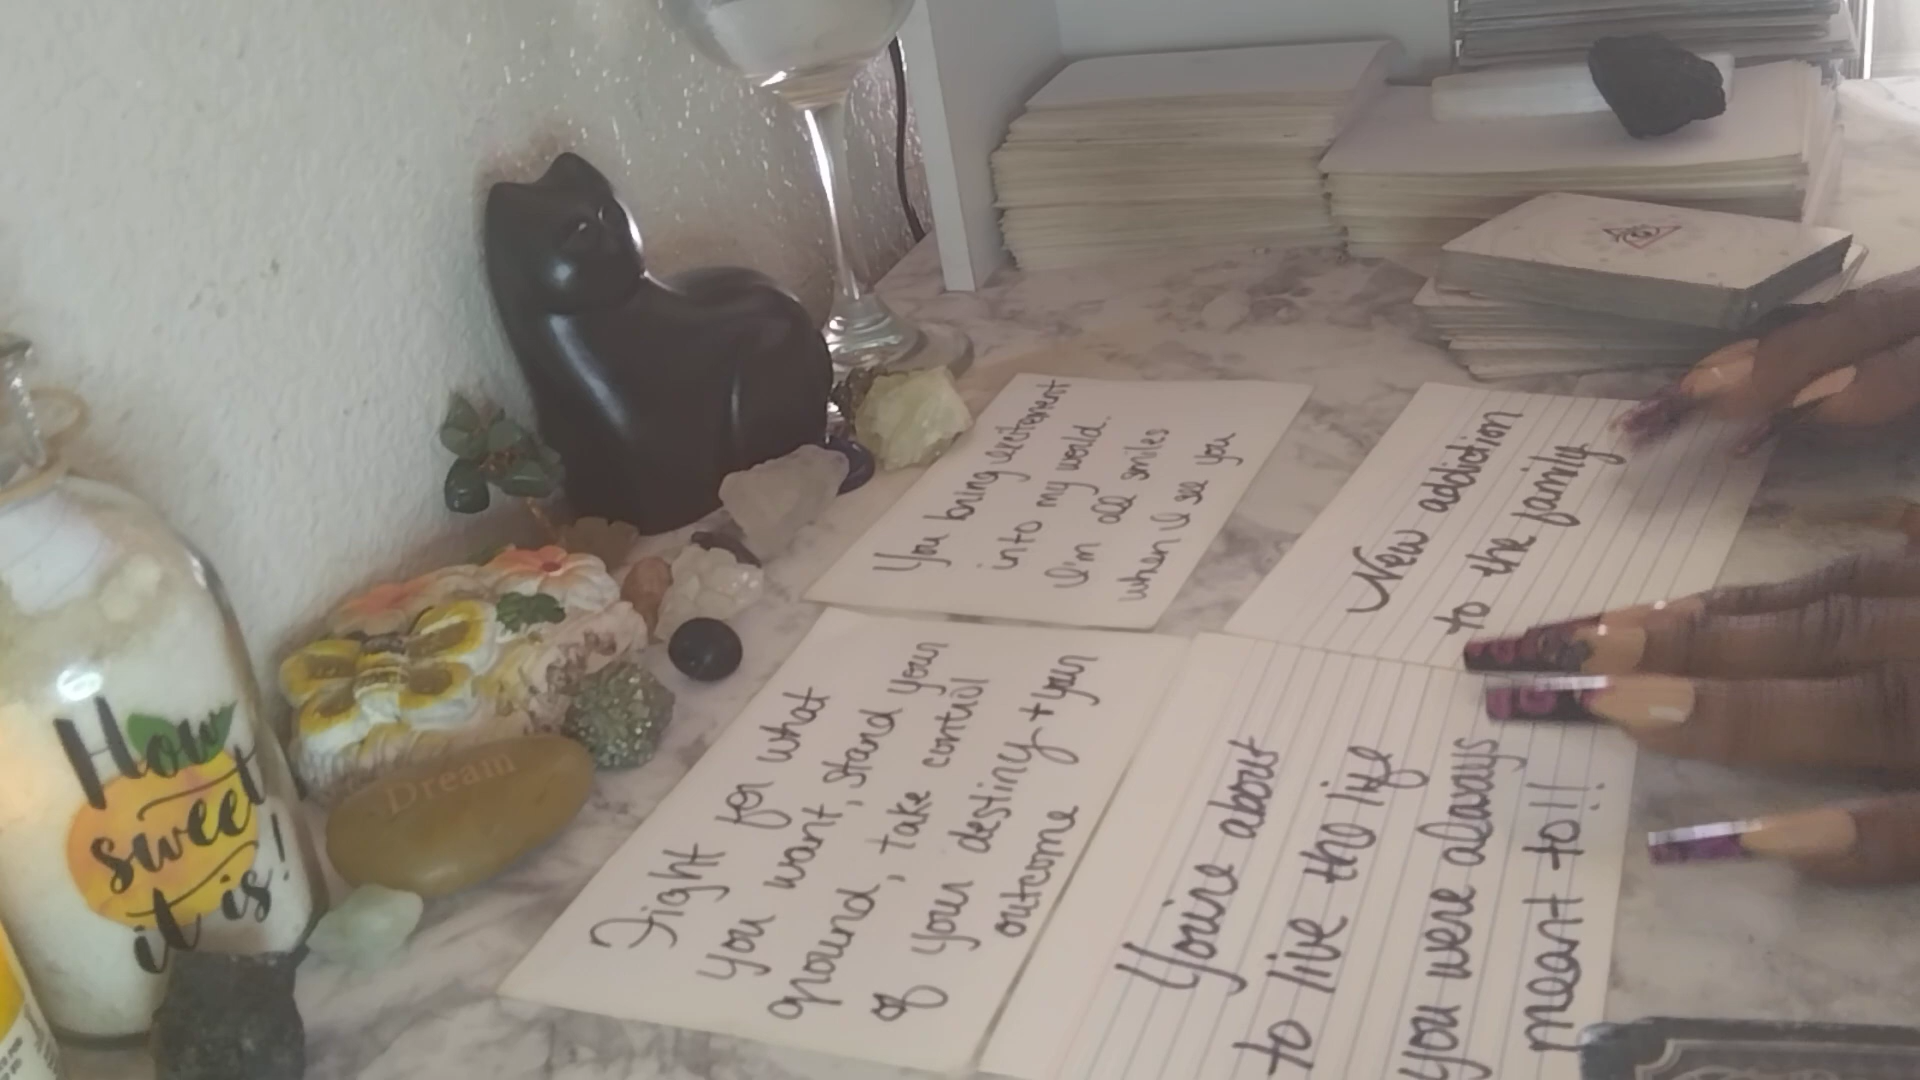 You bring excitement
into my world.
I'm all smiles
when I see you
New addiction
to the family
Fight for what
you want, stand your
ground, take control
of your destiny + your
outcome
You're about
to live the life
you were always
meant to!!
Dream
How
sweet
it is!